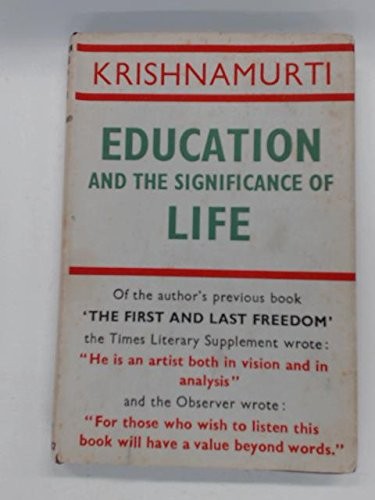 KRISHNAMURTI
EDUCATION
AND THE SIGNIFICANCE OF
LIFE
Of the author's previous book
'THE FIRST AND LAST FREEDOM'
the Times Literary Supplement wrote:
"He is an artist both in vision and in
analysis"
and the Observer wrote:
"For those who wish to listen this
book will have a value beyond words."